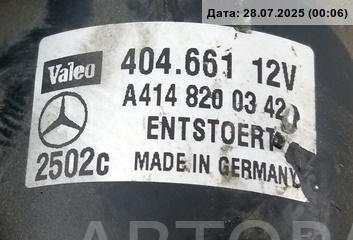 Дата: 28.07.2025 (00:06)
Valeo 404.661 12V
A414 820 03 42
ENTSTOERT
2502c MADE IN GERMANY